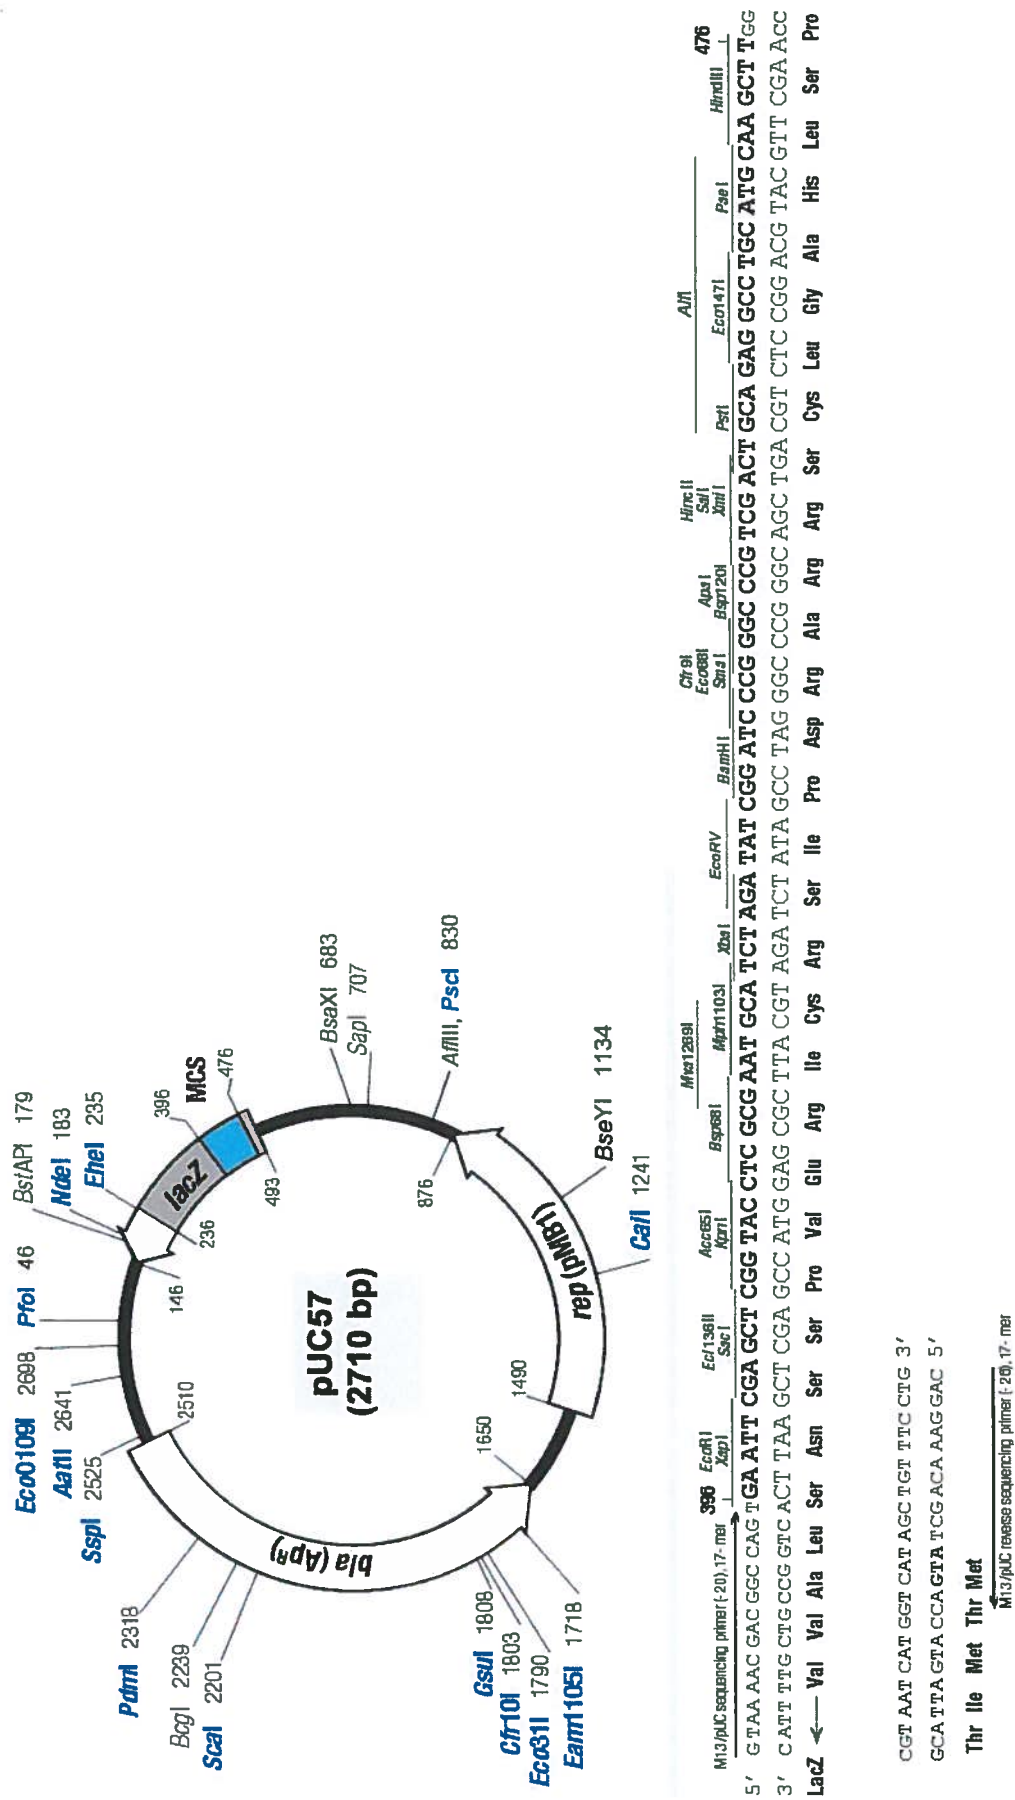 Eco0109I 2698
PfoI 46
BstAPI 179
NdeI 183
EheI 235
AatII 2641
SspI 2525
2510
146
236
lacZ
396
MCS
476
493
PdmI 2318
BcgI 2239
ScaI 2201
bla (ApR)
pUC57
(2710 bp)
BsaXI 683
SapI 707
AflIII, PscI 830
876
BseYI 1134
CaiI 1241
rep (pMB1)
1490
1650
GsuI 1808
Cfr10I 1803
Eco31I 1790
Eam1105I 1718
M13/pUC sequencing primer (-20), 17-mer
396
EcoRI
XapI
Ecl136II
SacI
Acc65I
KpnI
Bsp68I
Mva1269I
Mph1103I
XbaI
EcoRV
BamHI
Cfr9I
Eco88I
SmaI
ApaI
Bsp120I
HincII
SalI
XmiI
PstI
AlfI
Eco147I
PaeI
HindIII
476
5′ G TAA AAC GAC GGC CAG TGA ATT CGA GCT CGG TAC CTC GCG AAT GCA TCT AGA TAT CGG ATC CCG GGC CCG TCG ACT GCA GAG GCC TGC ATG CAA GCT TGG
3′ C ATT TTG CTG CCG GTC ACT TAA GCT CGA GCC ATG GAG CGC TTA CGT AGA TCT ATA GCC TAG GGC CCG GGC AGC TGA CGT CTC CGG ACG TAC GTT CGA ACC
LacZ ← Val Val Ala Leu Ser Asn Ser Ser Pro Val Glu Arg Ile Cys Arg Ser Ile Pro Asp Arg Ala Arg Arg Ser Cys Leu Gly Ala His Leu Ser Pro
CGT AAT CAT GGT CAT AGC TGT TTC CTG 3′
GCA TTA GTA CCA GTA TCG ACA AAG GAC 5′
Thr Ile Met Thr Met
M13/pUC reverse sequencing primer (-26), 17-mer